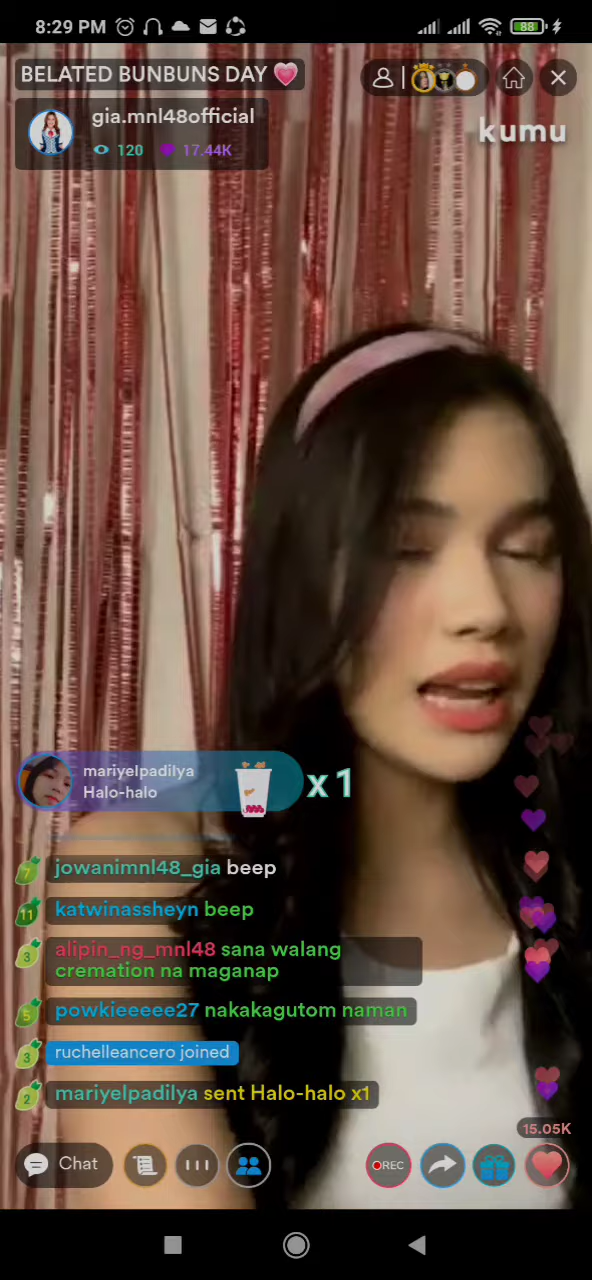 8:29 PM
88
BELATED BUNBUNS DAY
gia.mnl48official
120 17.44K
kumu
mariyelpadilya
Halo-halo
x 1
7 jowanimnl48_gia beep
11 katwinassheyn beep
3 alipin_ng_mnl48 sana walang
cremation na maganap
5 powkieeeee27 nakakagutom naman
3 ruchelleancero joined
2 mariyelpadilya sent Halo-halo x1
15.05K
Chat
REC